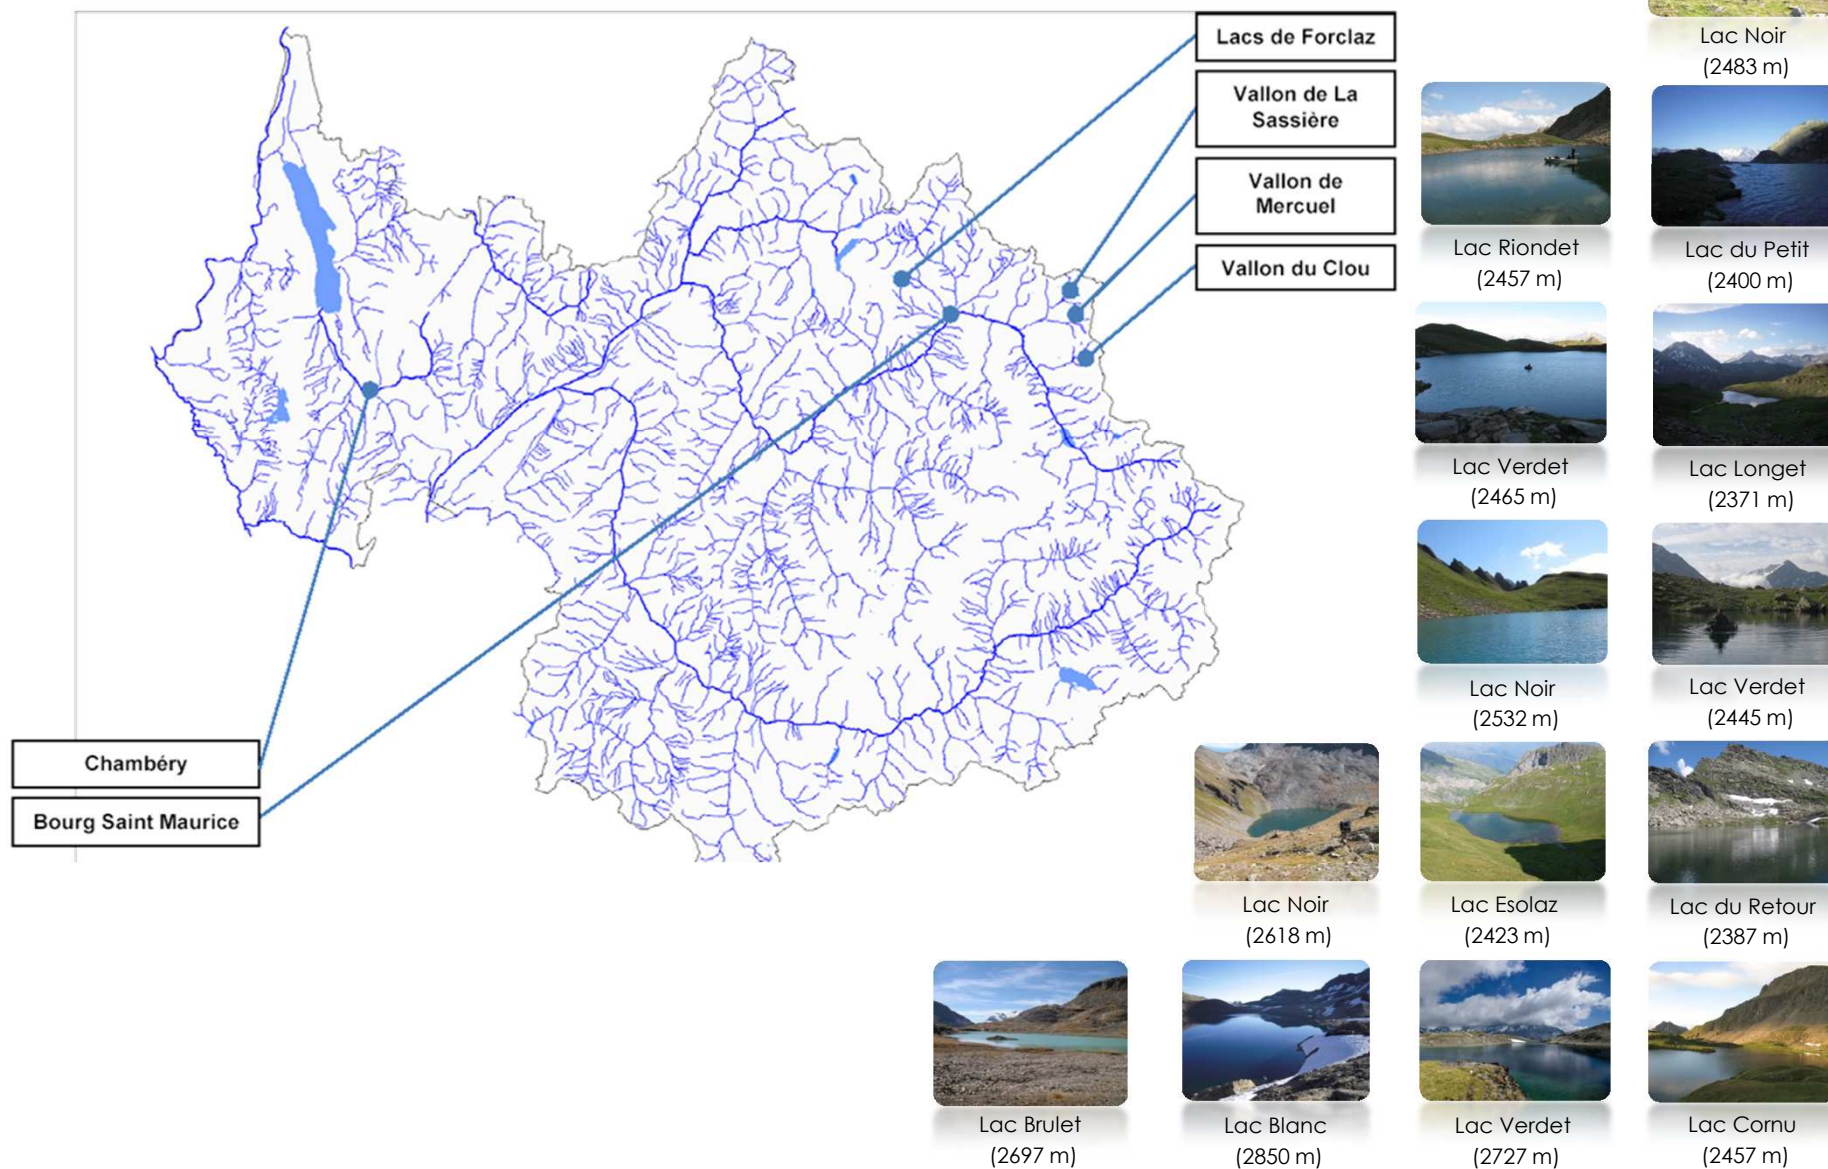 Lacs de Forclaz
Vallon de La
Sassière
Vallon de
Mercuel
Vallon du Clou
Chambéry
Bourg Saint Maurice
Lac Noir
(2483 m)
Lac Riondet
(2457 m)
Lac du Petit
(2400 m)
Lac Verdet
(2465 m)
Lac Longet
(2371 m)
Lac Noir
(2532 m)
Lac Verdet
(2445 m)
Lac Noir
(2618 m)
Lac Esolaz
(2423 m)
Lac du Retour
(2387 m)
Lac Brulet
(2697 m)
Lac Blanc
(2850 m)
Lac Verdet
(2727 m)
Lac Cornu
(2457 m)